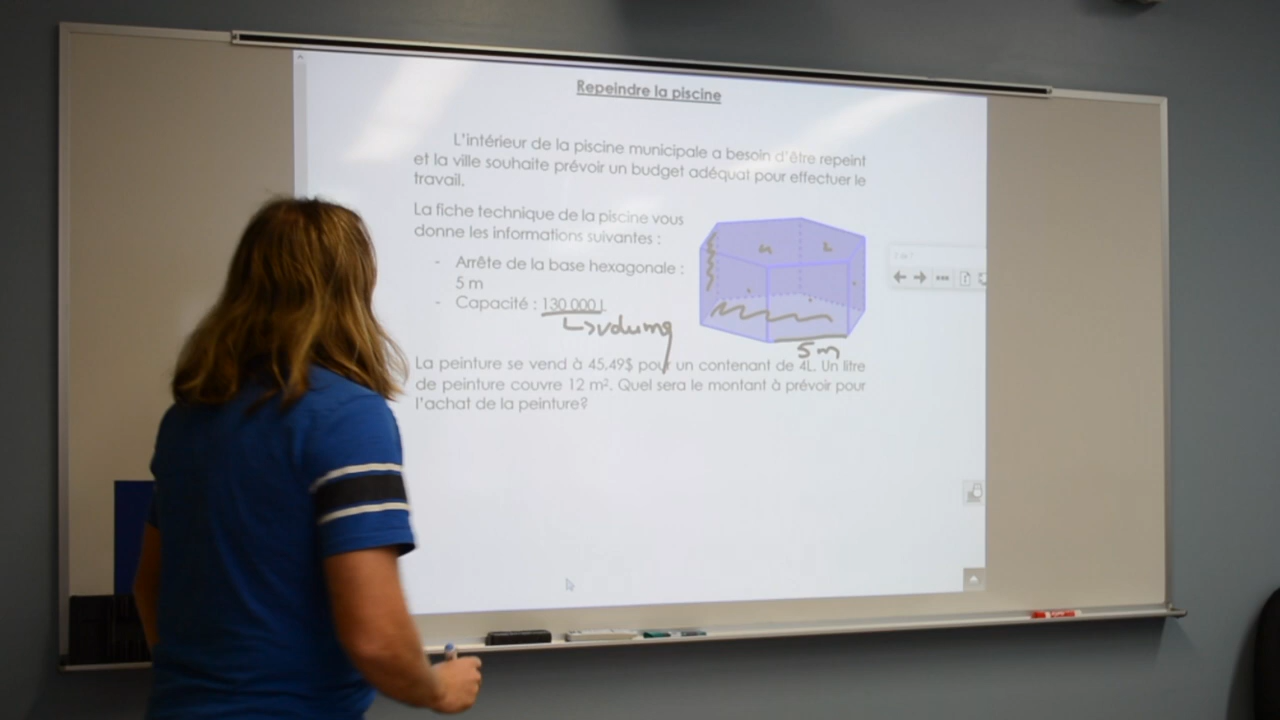 Repeindre la piscine
L'intérieur de la piscine municipale a besoin d'être repeint
et la ville souhaite prévoir un budget adéquat pour effectuer le
travail.
La fiche technique de la piscine vous
donne les informations suivantes :
- Arrête de la base hexagonale :
5 m
- Capacité : 130 000 L
↳volume
5m
La peinture se vend à 45,49$ pour un contenant de 4L. Un litre
de peinture couvre 12 m². Quel sera le montant à prévoir pour
l'achat de la peinture?